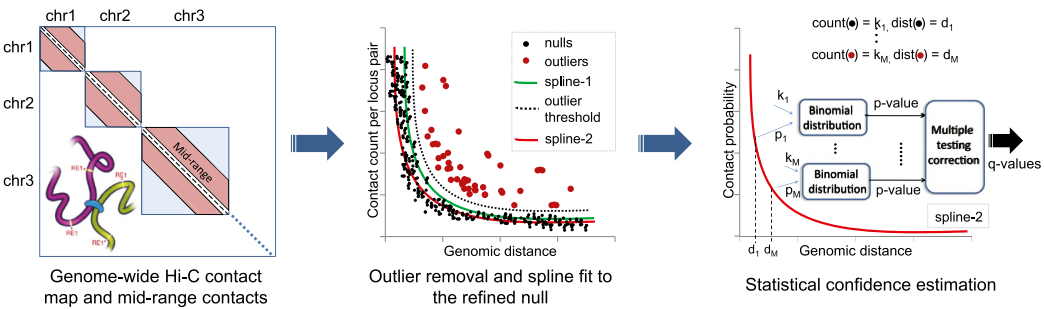 chr1
chr2
chr3
chr1
chr2
chr3
Mid-range
RE1
RE1
RE1
RE1
Genome-wide Hi-C contact
map and mid-range contacts
Contact count per locus pair
nulls
outliers
spline-1
outlier
threshold
spline-2
Genomic distance
Outlier removal and spline fit to
the refined null
count(●) = k1, dist(●) = d1
⋮
count(●) = kM, dist(●) = dM
Contact probability
k1
p1
Binomial
distribution
p-value
kM
pM
Binomial
distribution
p-value
Multiple
testing
correction
q-values
spline-2
d1
dM
Genomic distance
Statistical confidence estimation